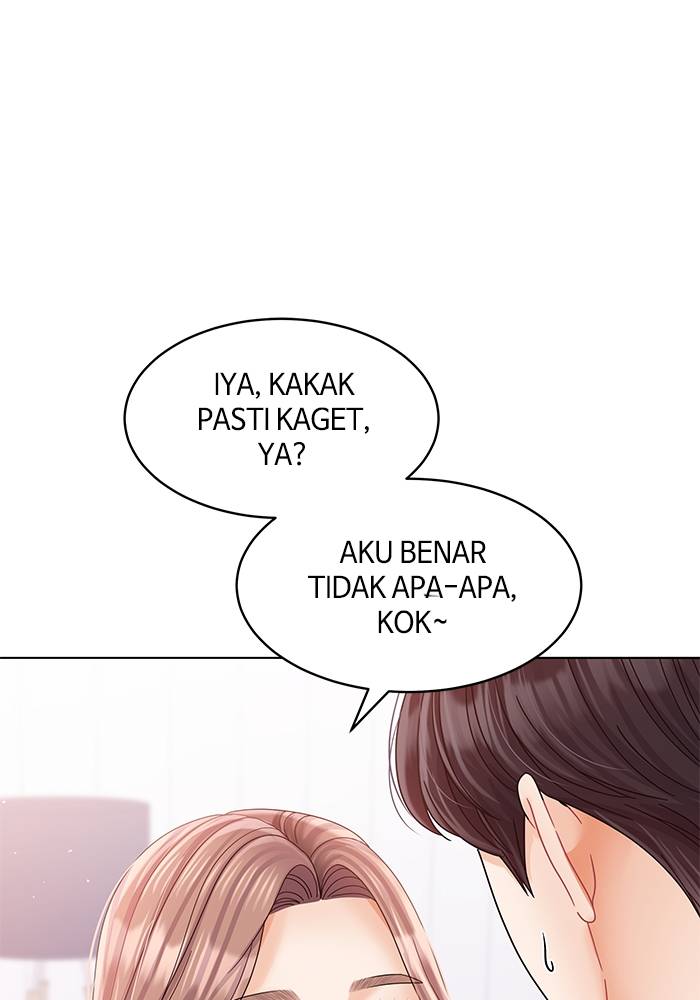 IYA, KAKAK
PASTI KAGET,
YA?
AKU BENAR
TIDAK APA-APA,
KOK~